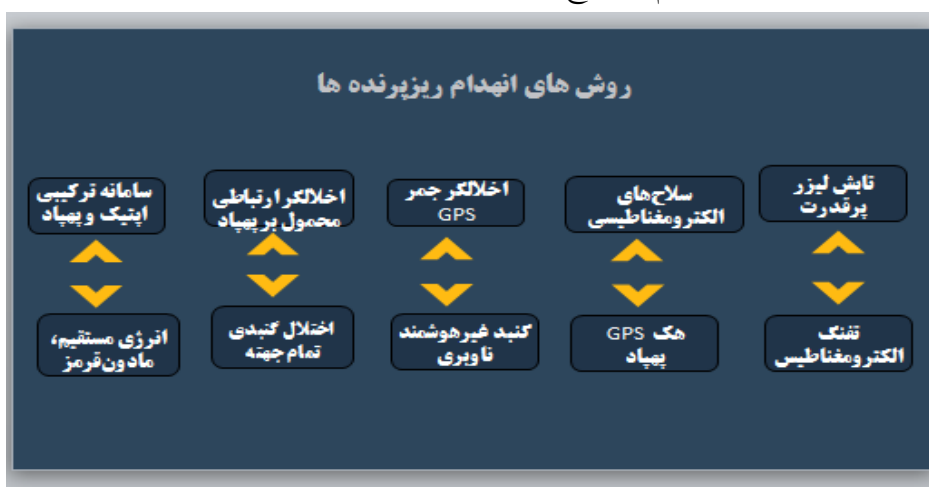 روش های انهدام ریزپرنده ها
تابش لیزر
پرقدرت
سلاح‌های
الکترومغناطیسی
اخلالگر جمر
GPS
اخلالگر ارتباطی
محمول بر پهپاد
سامانه ترکیبی
اپتیک و پهپاد
تفنگ
الکترومغناطیس
هک GPS
پهپاد
گنبد غیرهوشمند
ناوبری
اختلال گنبدی
تمام جهته
انرژی مستقیم،
مادون‌قرمز